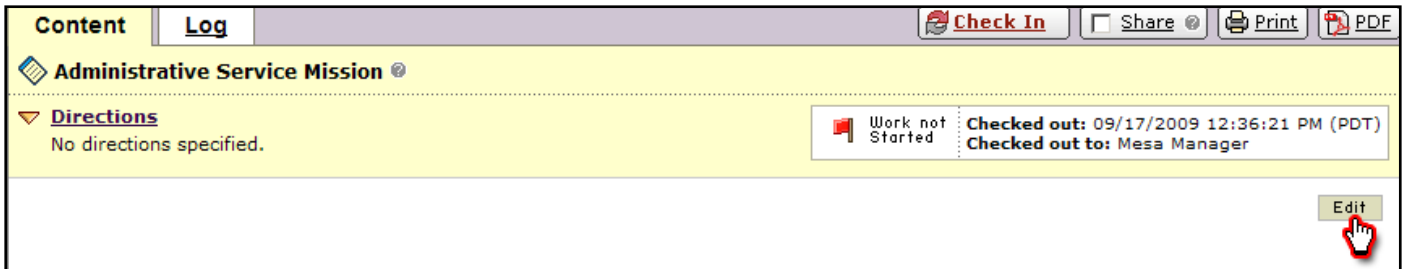 Content Log Check In Share Print PDF
Administrative Service Mission
Directions
No directions specified.
Work not
Started
Checked out: 09/17/2009 12:36:21 PM (PDT)
Checked out to: Mesa Manager
Edit